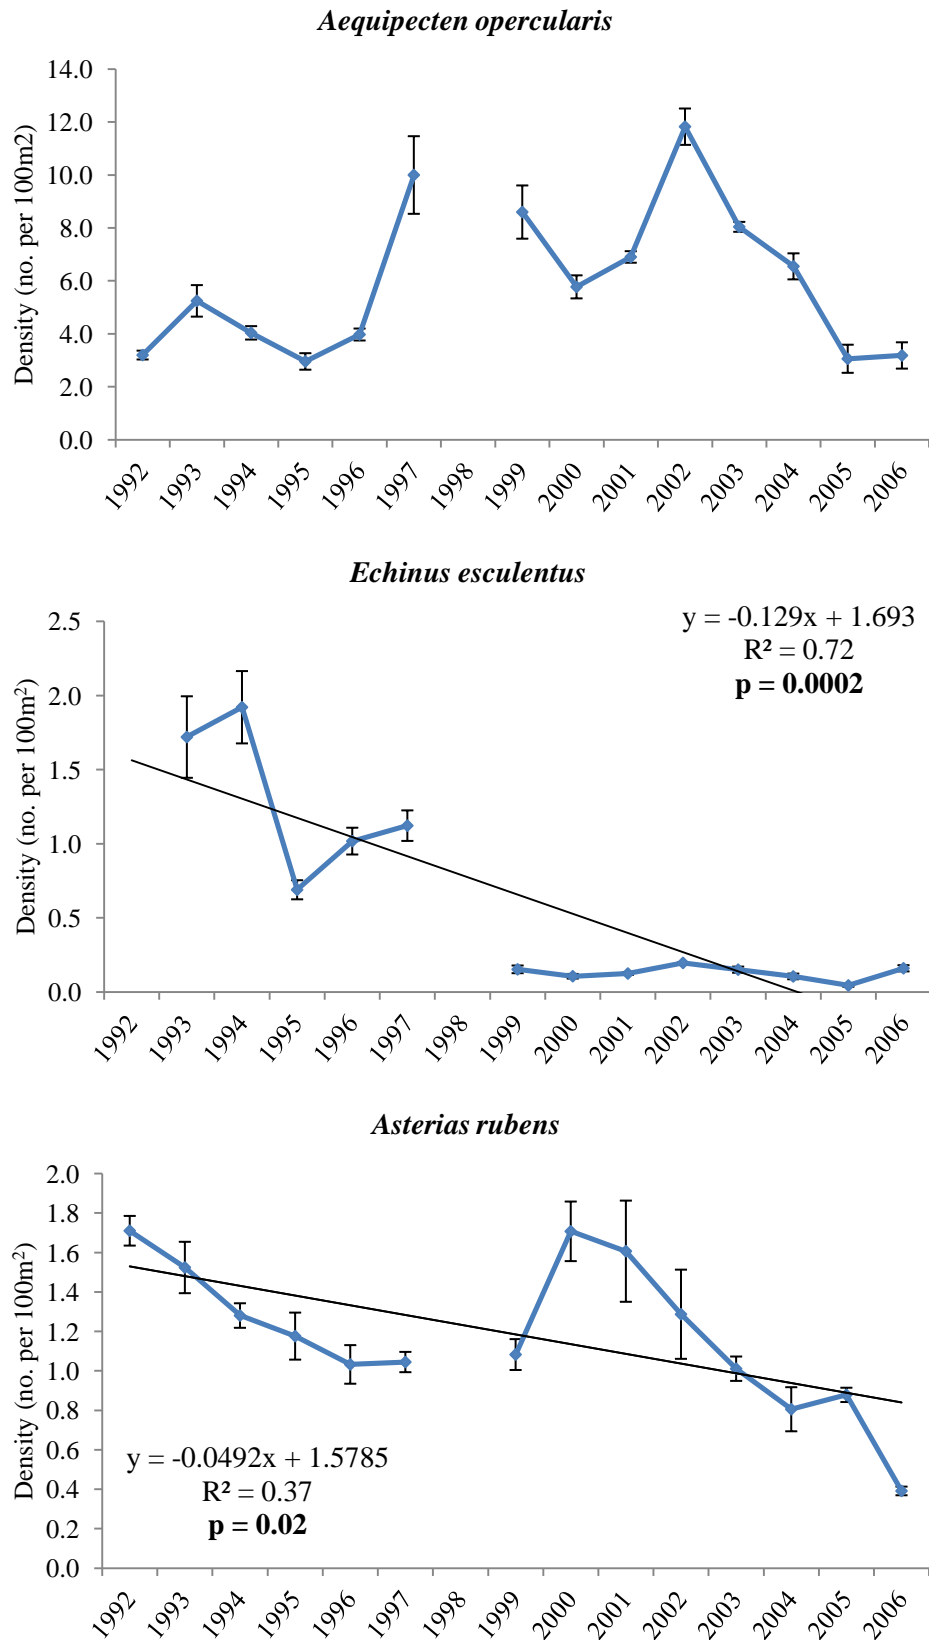 Aequipecten opercularis
Density (no. per 100m2)
14.0
12.0
10.0
8.0
6.0
4.0
2.0
0.0
1992 1993 1994 1995 1996 1997 1998 1999 2000 2001 2002 2003 2004 2005 2006
Echinus esculentus
y = -0.129x + 1.693
R² = 0.72
p = 0.0002
Density (no. per 100m²)
2.5
2.0
1.5
1.0
0.5
0.0
1992 1993 1994 1995 1996 1997 1998 1999 2000 2001 2002 2003 2004 2005 2006
Asterias rubens
Density (no. per 100m²)
2.0
1.8
1.6
1.4
1.2
1.0
0.8
0.6
0.4
0.2
0.0
y = -0.0492x + 1.5785
R² = 0.37
p = 0.02
1992 1993 1994 1995 1996 1997 1998 1999 2000 2001 2002 2003 2004 2005 2006